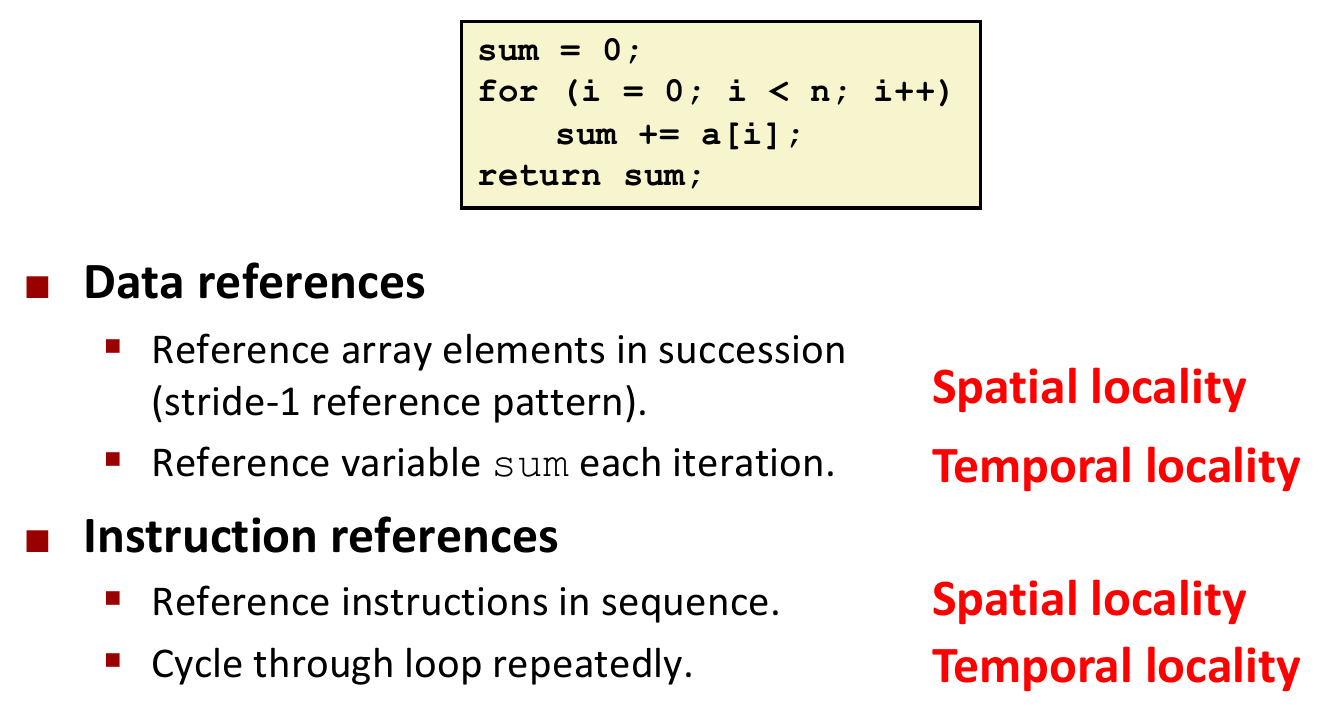 sum = 0;
for (i = 0; i < n; i++)
    sum += a[i];
return sum;
Data references
Reference array elements in succession
(stride-1 reference pattern).
Spatial locality
Reference variable sum each iteration.
Temporal locality
Instruction references
Reference instructions in sequence.
Spatial locality
Cycle through loop repeatedly.
Temporal locality